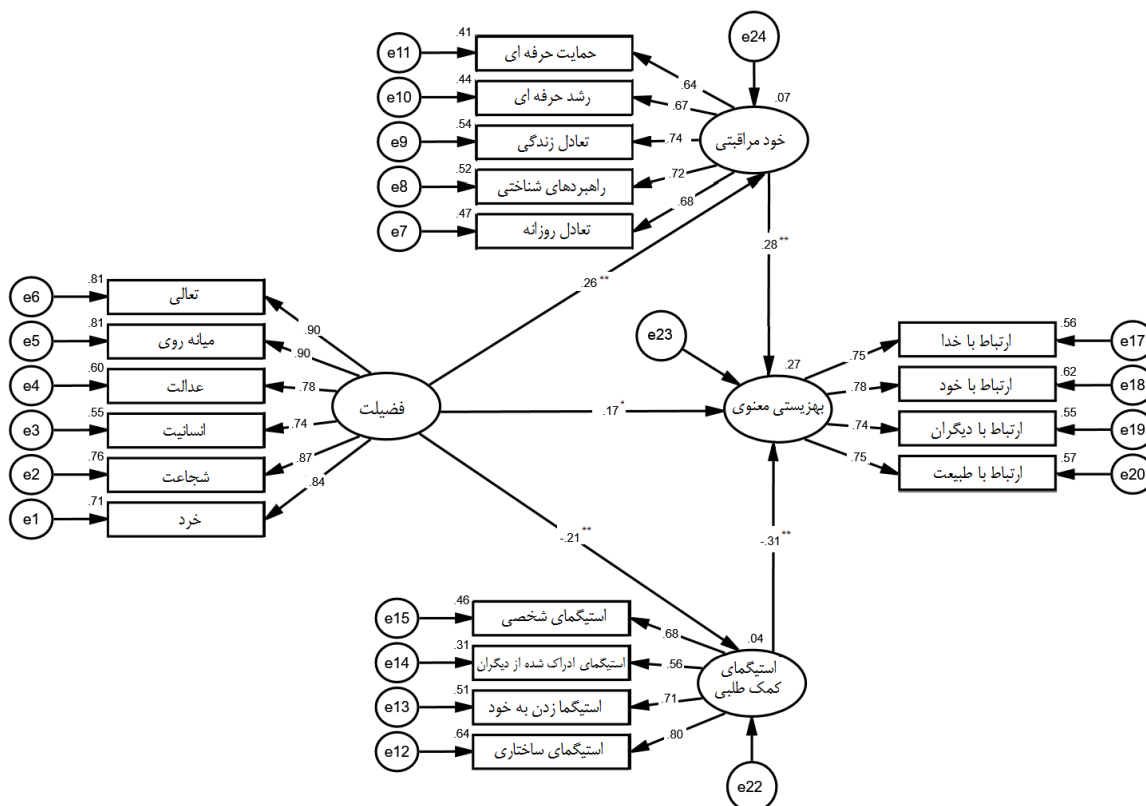 e24
.41
e11
حمایت حرفه ای
.64
.07
.44
e10
رشد حرفه ای
.67
.54
e9
تعادل زندگی
.74
خود مراقبتی
.52
e8
راهبردهای شناختی
.72
.47
e7
تعادل روزانه
.68
.26**
.28**
.81
e6
تعالی
.90
.81
e5
میانه روی
.90
.60
e4
عدالت
.78
.55
e3
انسانیت
.74
.76
e2
شجاعت
.87
.71
e1
خرد
.84
فضیلت
.17*
e23
.27
بهزیستی معنوی
.75
ارتباط با خدا
.56
e17
.78
ارتباط با خود
.62
e18
.74
ارتباط با دیگران
.55
e19
.75
ارتباط با طبیعت
.57
e20
-.21**
-.31**
.46
e15
استیگمای شخصی
.68
.04
.31
e14
استیگمای ادراک شده از دیگران
.56
استیگمای
کمک طلبی
.51
e13
استیگما زدن به خود
.71
.64
e12
استیگمای ساختاری
.80
e22